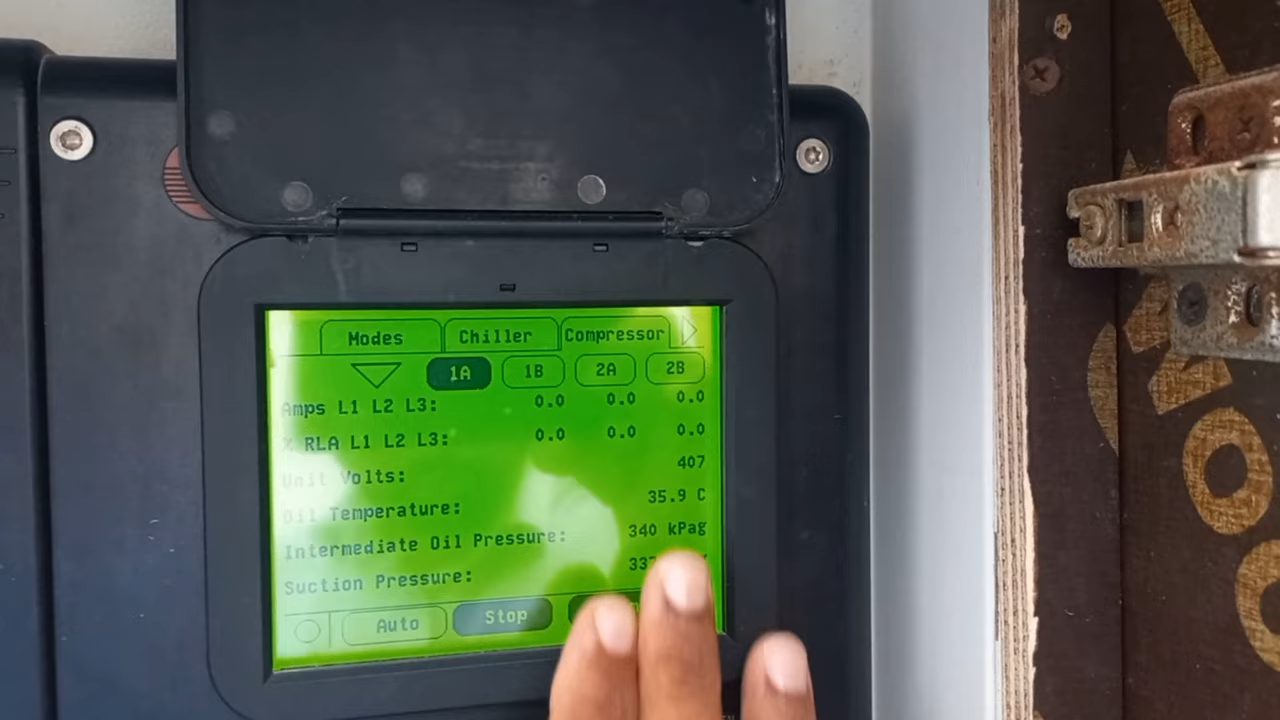 Modes Chiller Compressor
1A 1B 2A 2B
Amps L1 L2 L3: 0.0 0.0 0.0
% RLA L1 L2 L3: 0.0 0.0 0.0
Unit Volts: 407
Oil Temperature: 35.9 C
Intermediate Oil Pressure: 340 kPag
Suction Pressure: 337
Auto Stop